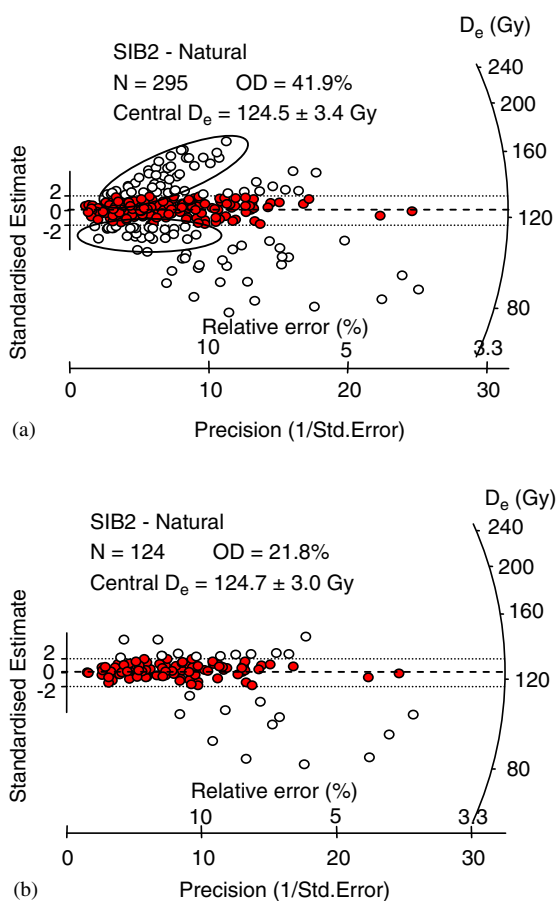 Dₑ (Gy)
SIB2 - Natural
N = 295 OD = 41.9%
Central Dₑ = 124.5 ± 3.4 Gy
240
200
160
120
80
Standardised Estimate
2
0
-2
Relative error (%)
10 5 3.3
0 10 20 30
(a) Precision (1/Std.Error)
Dₑ (Gy)
SIB2 - Natural
N = 124 OD = 21.8%
Central Dₑ = 124.7 ± 3.0 Gy
240
200
160
120
80
Standardised Estimate
2
0
-2
Relative error (%)
10 5 3.3
0 10 20 30
(b) Precision (1/Std.Error)